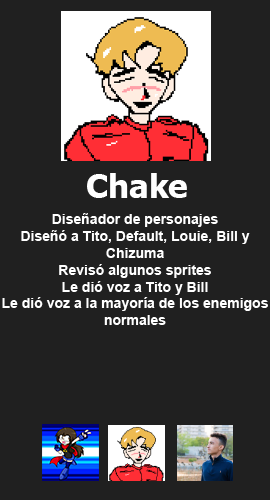 Chake
Diseñador de personajes
Diseñó a Tito, Default, Louie, Bill y
Chizuma
Revisó algunos sprites
Le dió voz a Tito y Bill
Le dió voz a la mayoría de los enemigos
normales